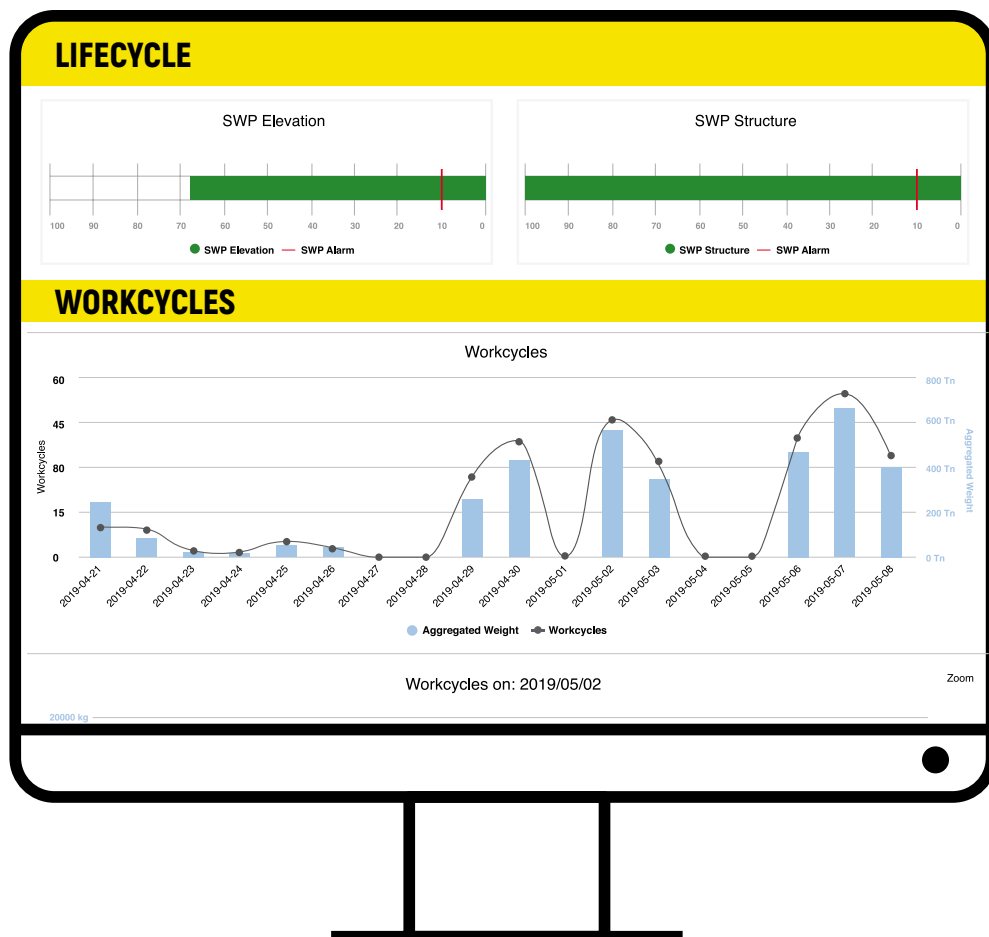 LIFECYCLE
SWP Elevation
100 90 80 70 60 50 40 30 20 10 0
SWP Elevation SWP Alarm
SWP Structure
100 90 80 70 60 50 40 30 20 10 0
SWP Structure SWP Alarm
WORKCYCLES
Workcycles
60 800 Tn
45 600 Tn
80 400 Tn
15 200 Tn
0 0 Tn
Workcycles
Aggregated Weight
2019-04-21 2019-04-22 2019-04-23 2019-04-24 2019-04-25 2019-04-26 2019-04-27 2019-04-28 2019-04-29 2019-04-30 2019-05-01 2019-05-02 2019-05-03 2019-05-04 2019-05-05 2019-05-06 2019-05-07 2019-05-08
Aggregated Weight Workcycles
Workcycles on: 2019/05/02
Zoom
20000 kg